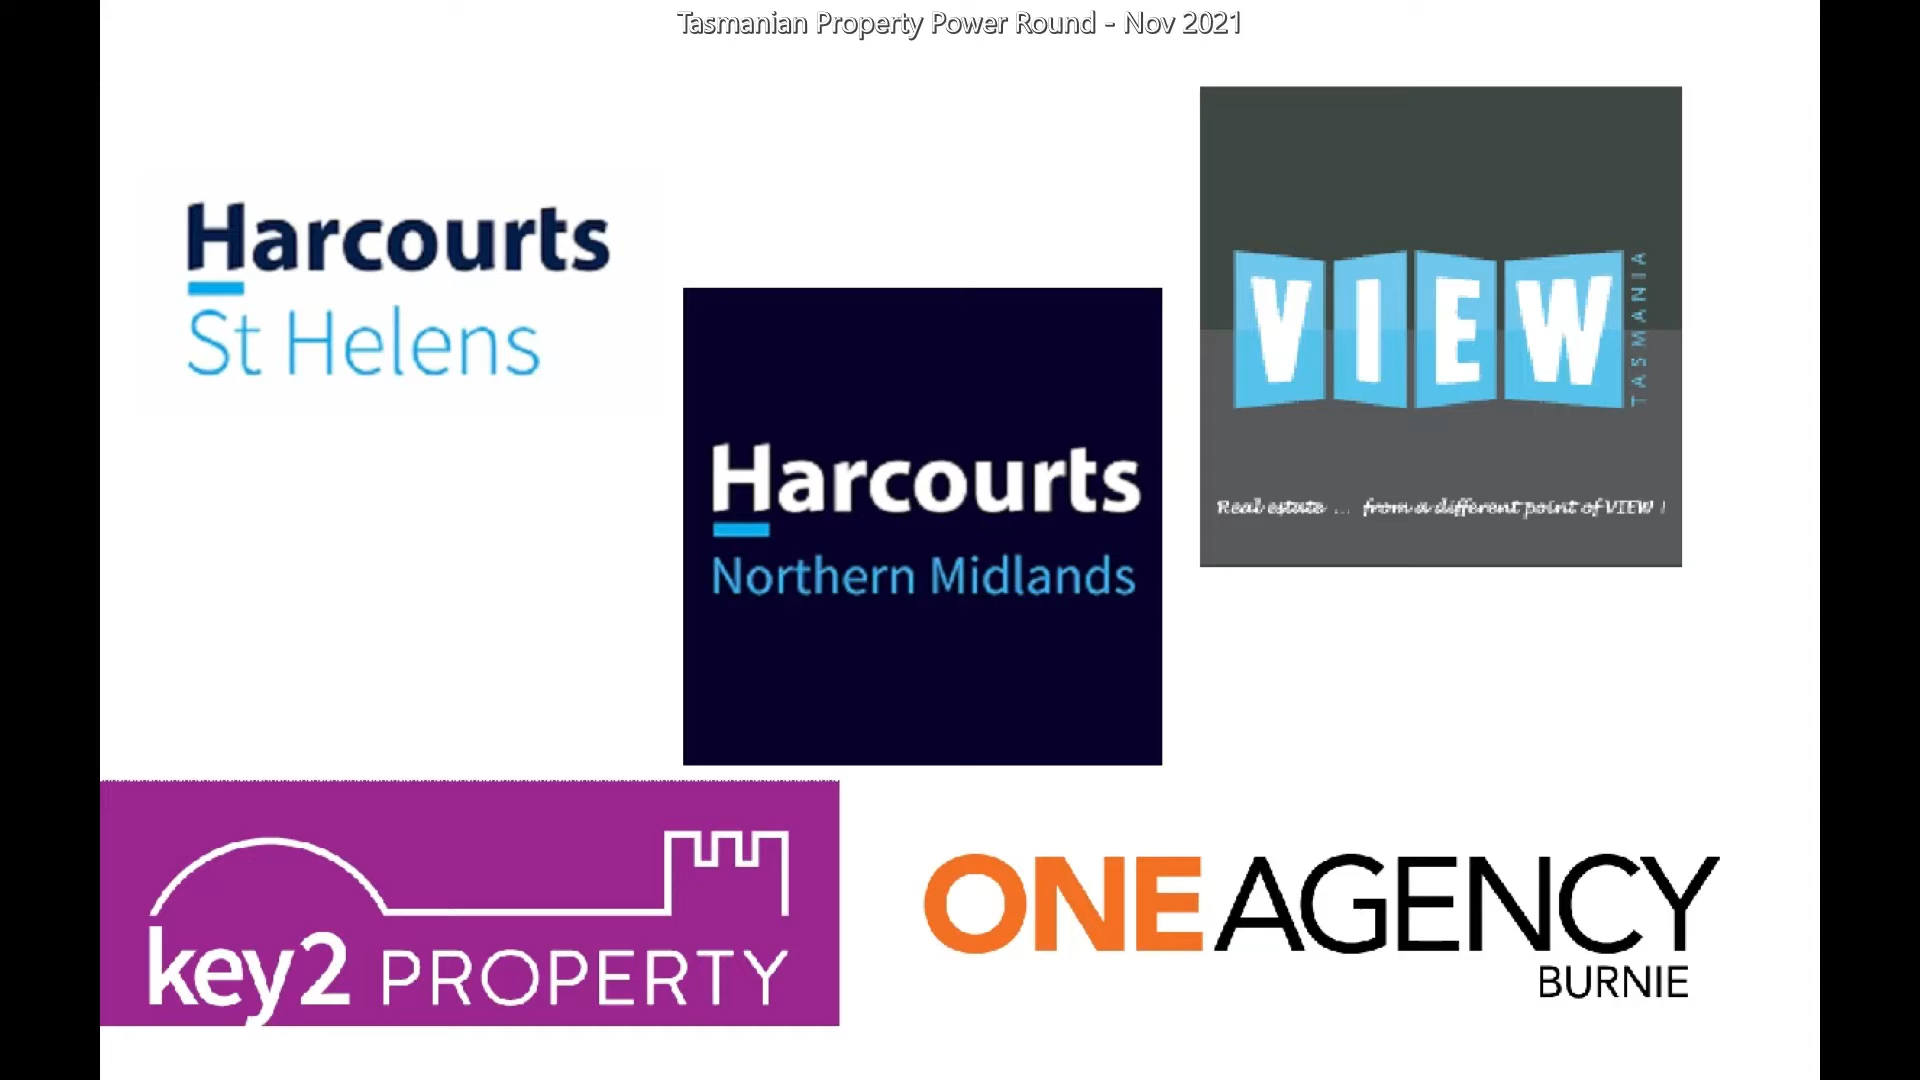 Tasmanian Property Power Round - Nov 2021
Harcourts
St Helens
Harcourts
Northern Midlands
VIEW
TASMANIA
Real estate ... from a different point of VIEW !
key2 PROPERTY
ONEAGENCY
BURNIE